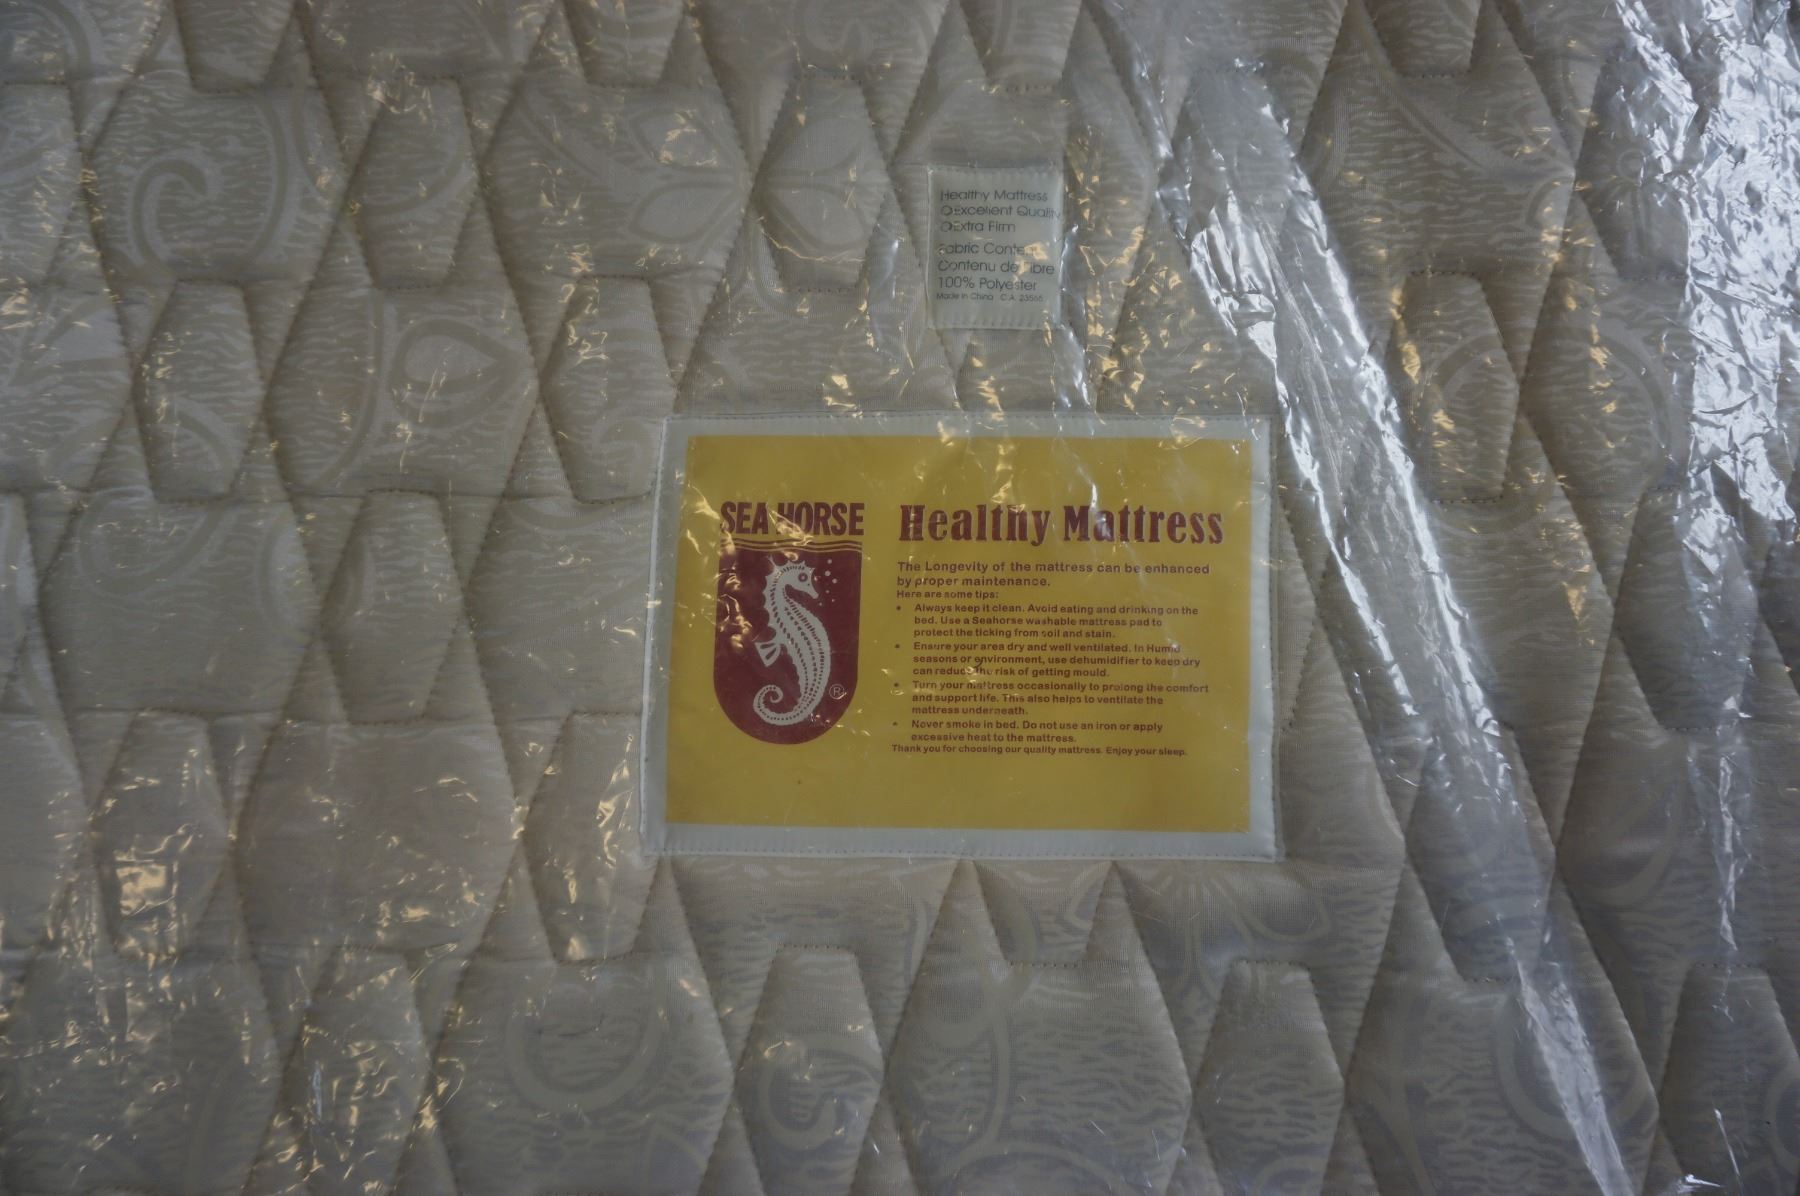 Healthy Mattress
Excellent Quality
Extra Firm
Fabric Content
Contenu de Fibre
100% Polyester
Made in China C.A. 23565
SEA HORSE
®
Healthy Mattress
The Longevity of the mattress can be enhanced
by proper maintenance.
Here are some tips:
• Always keep it clean. Avoid eating and drinking on the
bed. Use a Seahorse washable mattress pad to
protect the ticking from soil and stain.
• Ensure your area dry and well ventilated. In Humid
seasons or environment, use dehumidifier to keep dry
can reduce the risk of getting mould.
• Turn your mattress occasionally to prolong the comfort
and support life. This also helps to ventilate the
mattress underneath.
• Never smoke in bed. Do not use an iron or apply
excessive heat to the mattress.
Thank you for choosing our quality mattress. Enjoy your sleep.